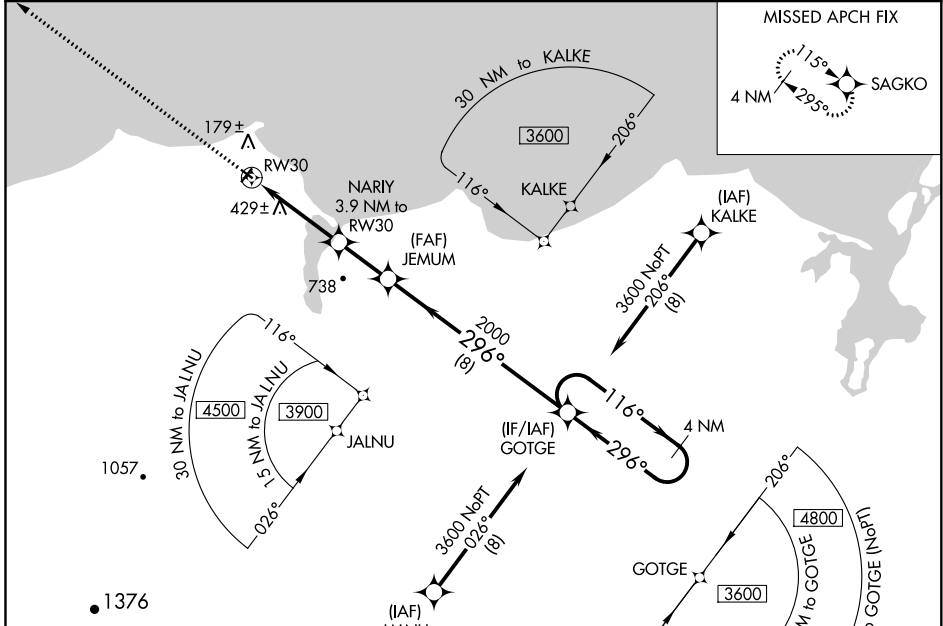 MISSED APCH FIX
115°
SAGKO
4 NM
295°
30 NM to KALKE
3600
206°
116°
KALKE
179±
RW30
429±
NARIY
3.9 NM to
RW30
(FAF)
JEMUM
738
(IAF)
KALKE
3600 NoPT
206°
(8)
2000
296°
(8)
116°
30 NM to JALNU
4500
15 NM to JALNU
3900
JALNU
026°
116°
4 NM
296°
(IF/IAF)
GOTGE
1057
3600 NoPT
026°
(8)
206°
4800
GOTGE
3600
M to GOTGE
GOTGE (NoPT)
1376
(IAF)